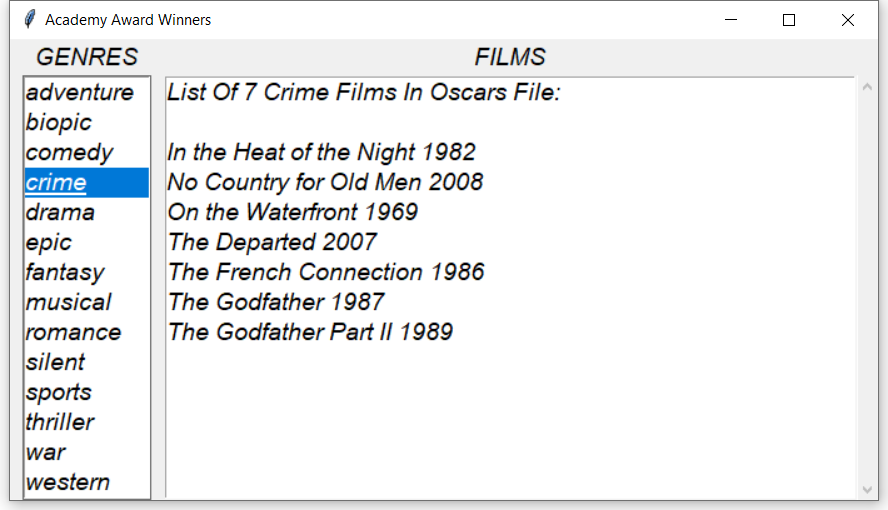 Academy Award Winners
GENRES
FILMS
adventure
biopic
comedy
crime
drama
epic
fantasy
musical
romance
silent
sports
thriller
war
western
List Of 7 Crime Films In Oscars File:
In the Heat of the Night 1982
No Country for Old Men 2008
On the Waterfront 1969
The Departed 2007
The French Connection 1986
The Godfather 1987
The Godfather Part II 1989